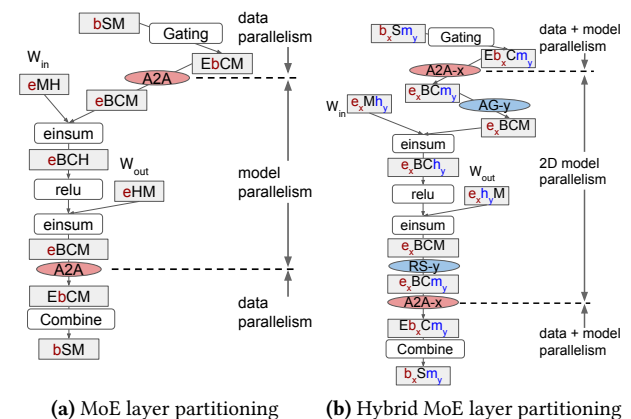 bSM
Gating
data
parallelism
EbCM
W_in
A2A
eMH
eBCM
einsum
eBCH
W_out
relu
eHM
model
parallelism
einsum
eBCM
A2A
EbCM
data
parallelism
Combine
bSM
(a) MoE layer partitioning
b_xSm_y
Gating
data + model
parallelism
Eb_xCm_y
A2A-x
e_xBCm_y
AG-y
W_in
e_xMh_y
e_xBCM
einsum
e_xBCh_y
W_out
2D model
parallelism
relu
e_xh_yM
einsum
e_xBCM
RS-y
e_xBCm_y
A2A-x
Eb_xCm_y
data + model
parallelism
Combine
b_xSm_y
(b) Hybrid MoE layer partitioning